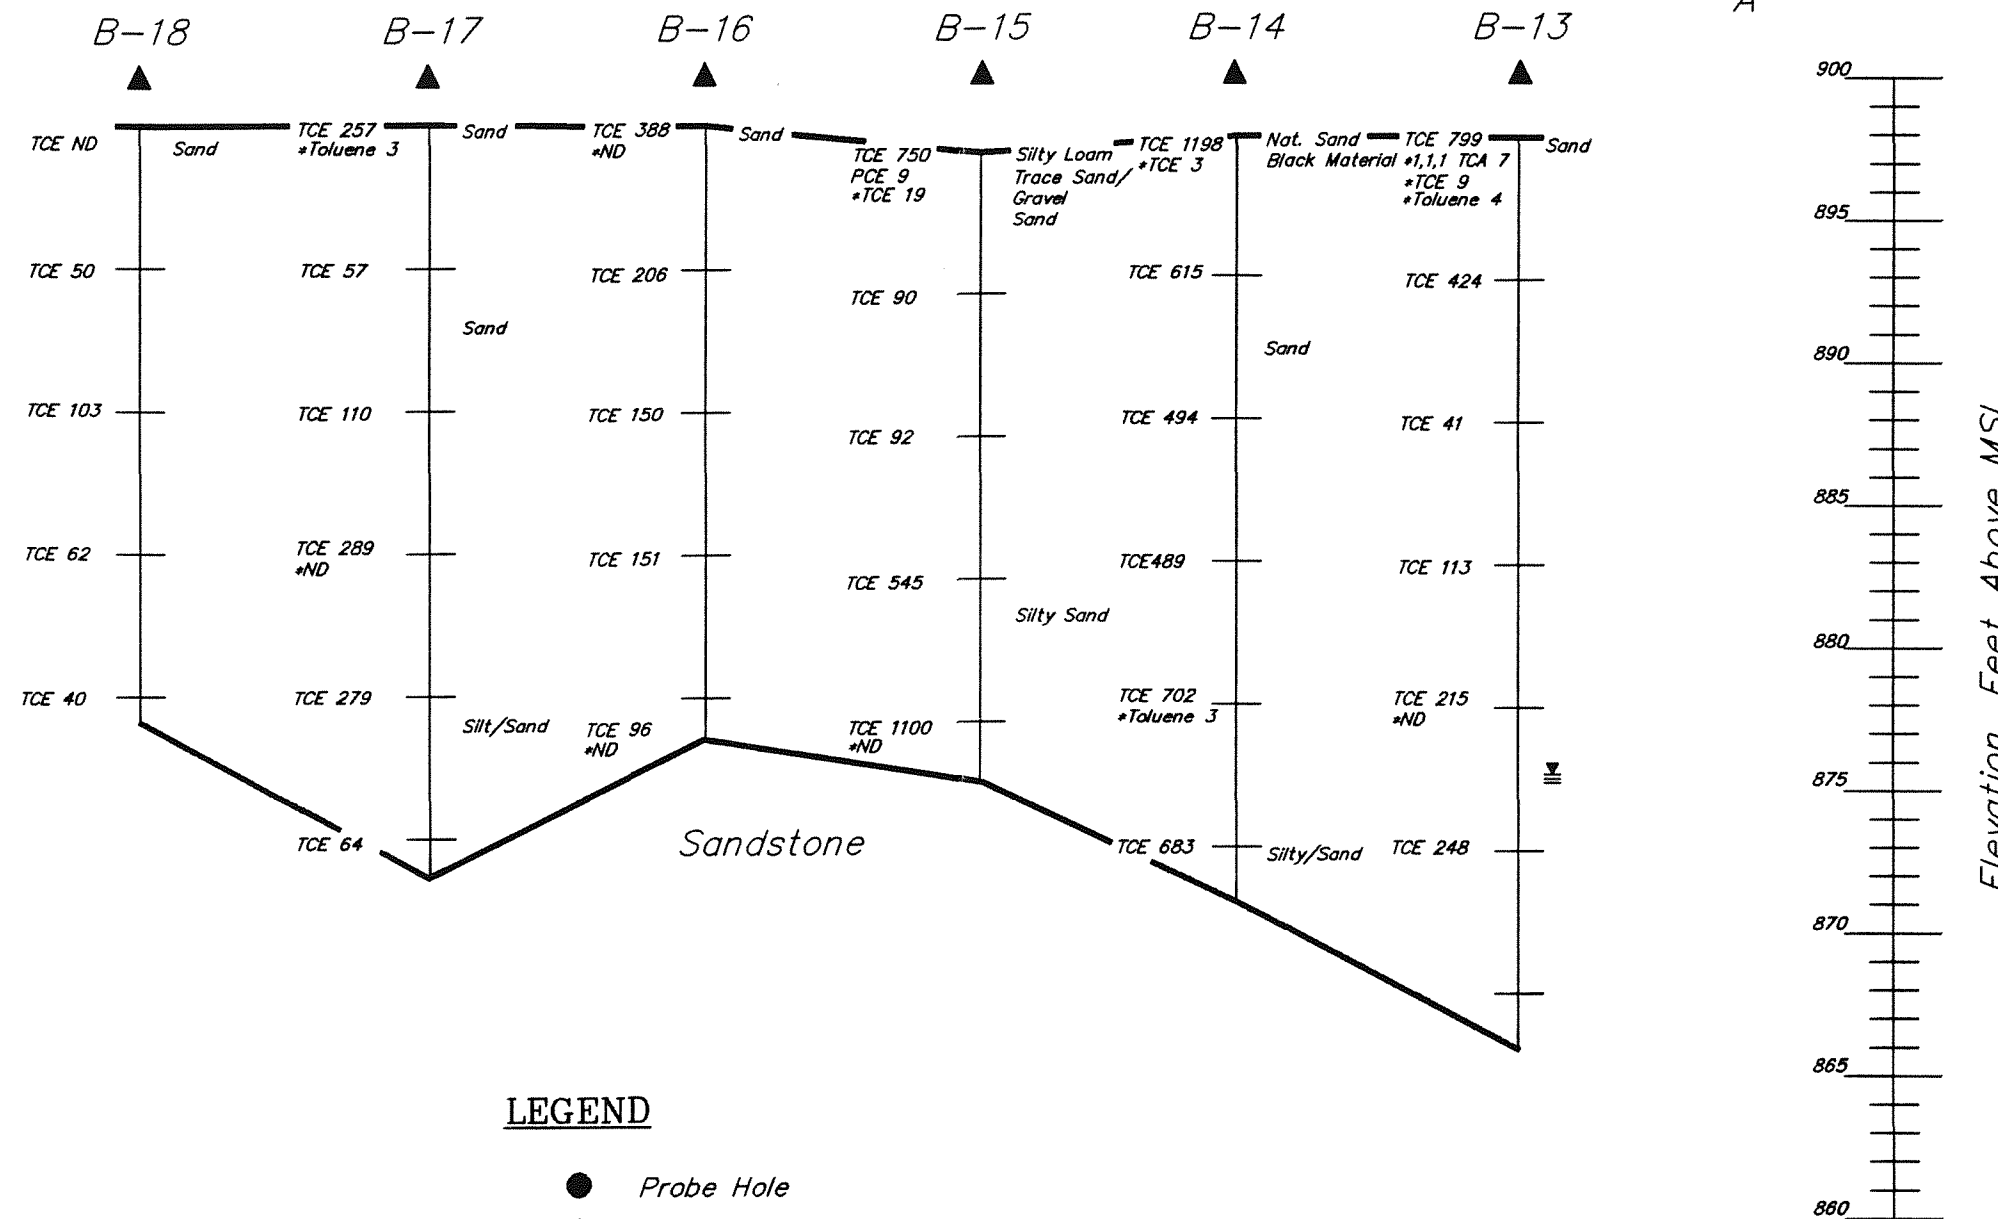 B-18 B-17 B-16 B-15 B-14 B-13
A
900
TCE ND
Sand
TCE 257
*Toluene 3
Sand
TCE 388
*ND
Sand
TCE 750
PCE 9
*TCE 19
Silty Loam
Trace Sand/
Gravel
Sand
TCE 1198
*TCE 3
Nat. Sand
Black Material
TCE 799
*1,1,1 TCA 7
*TCE 9
*Toluene 4
Sand
895
TCE 50
TCE 57
TCE 206
TCE 90
TCE 615
TCE 424
Sand
Sand
890
TCE 103
TCE 110
TCE 150
TCE 92
TCE 494
TCE 41
885
TCE 62
TCE 289
*ND
TCE 151
TCE 545
TCE489
TCE 113
Silty Sand
880
TCE 40
TCE 279
Silt/Sand
TCE 96
*ND
TCE 1100
*ND
TCE 702
*Toluene 3
TCE 215
*ND
875
TCE 64
Sandstone
TCE 683
Silty/Sand
TCE 248
870
865
860
Elevation Feet Above MSL
LEGEND
Probe Hole